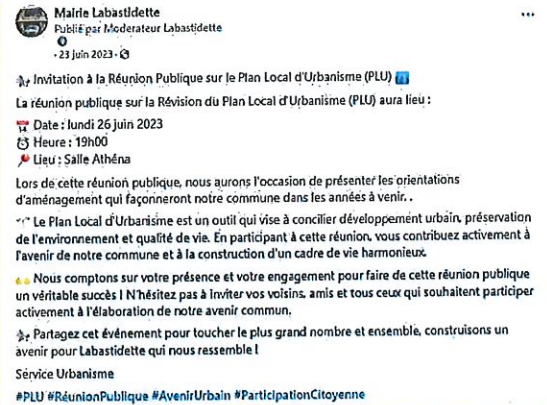 Mairie Labastidette
Publié par Moderateur Labastidette
· 23 juin 2023 ·
Invitation à la Réunion Publique sur le Plan Local d'Urbanisme (PLU)
La réunion publique sur la Révision du Plan Local d'Urbanisme (PLU) aura lieu :
Date : lundi 26 juin 2023
Heure : 19h00
Lieu : Salle Athéna
Lors de cette réunion publique, nous aurons l'occasion de présenter les orientations
d'aménagement qui façonneront notre commune dans les années à venir. .
Le Plan Local d'Urbanisme est un outil qui vise à concilier développement urbain, préservation
de l'environnement et qualité de vie. En participant à cette réunion, vous contribuez activement à
l'avenir de notre commune et à la construction d'un cadre de vie harmonieux.
Nous comptons sur votre présence et votre engagement pour faire de cette réunion publique
un véritable succès ! N'hésitez pas à inviter vos voisins, amis et tous ceux qui souhaitent participer
activement à l'élaboration de notre avenir commun.
Partagez cet événement pour toucher le plus grand nombre et ensemble, construisons un
avenir pour Labastidette qui nous ressemble !
Service Urbanisme
#PLU #RéunionPublique #AvenirUrbain #ParticipationCitoyenne